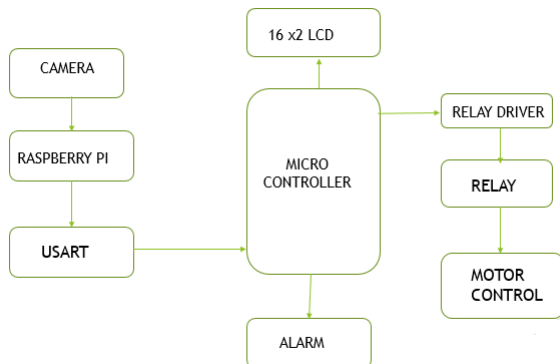 16 x2 LCD
CAMERA
RASPBERRY PI
USART
MICRO
CONTROLLER
RELAY DRIVER
RELAY
MOTOR
CONTROL
ALARM